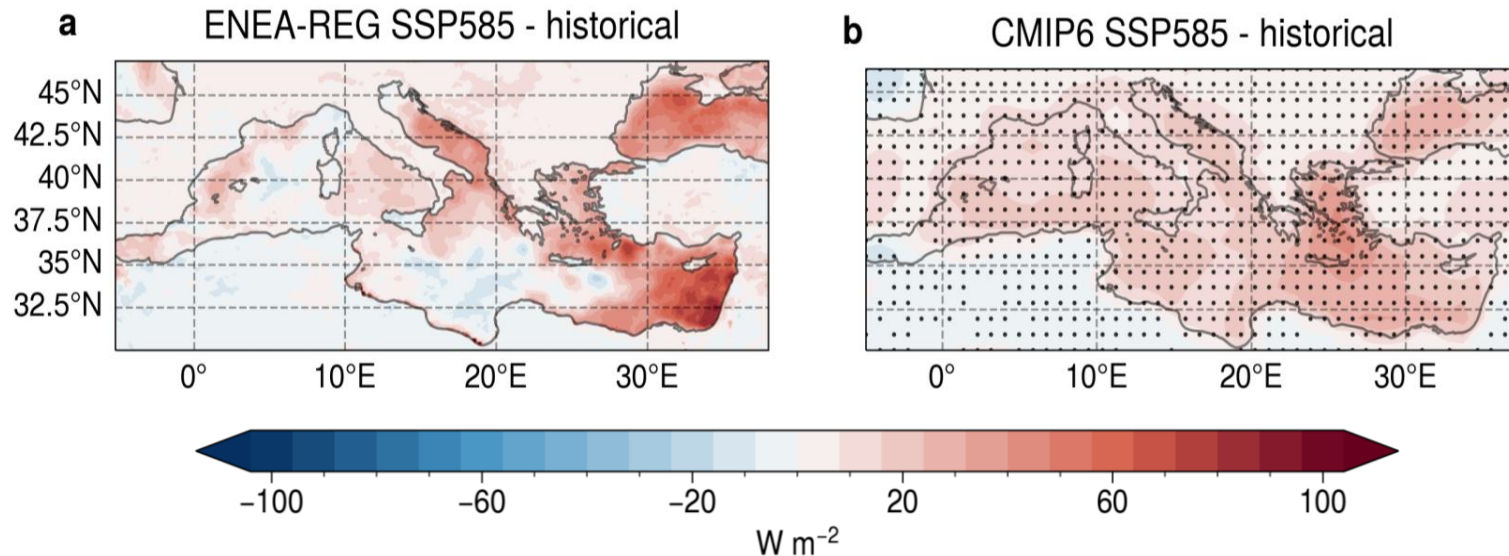 a ENEA-REG SSP585 - historical
b CMIP6 SSP585 - historical
45°N
42.5°N
40°N
37.5°N
35°N
32.5°N
0° 10°E 20°E 30°E
0° 10°E 20°E 30°E
−100 −60 −20 20 60 100
W m⁻²